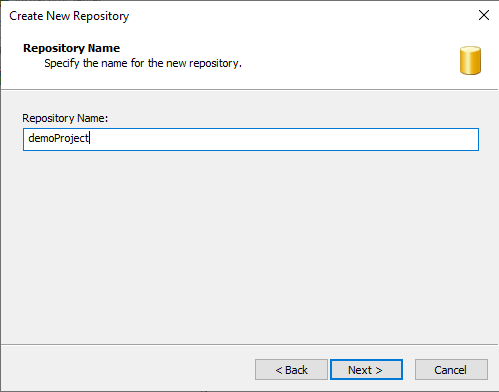 Create New Repository
Repository Name
Specify the name for the new repository.
Repository Name:
demoProject
< Back
Next >
Cancel